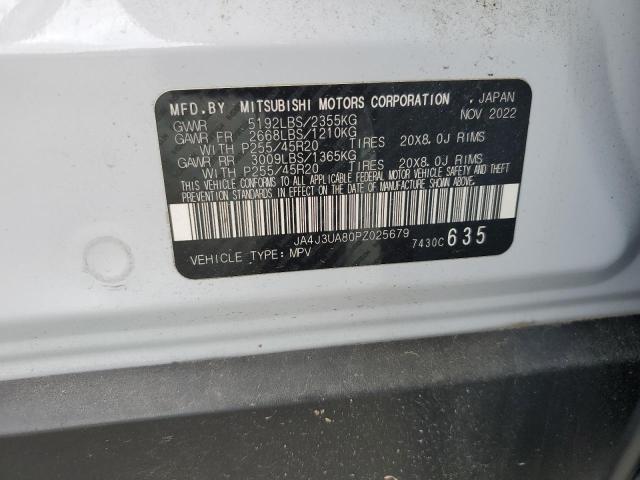 MFD.BY MITSUBISHI MOTORS CORPORATION , JAPAN
GVWR 5192LBS/2355KG NOV 2022
GAWR FR 2668LBS/1210KG
WITH P255/45R20 TIRES 20X8.0J RIMS
GAWR RR 3009LBS/1365KG
WITH P255/45R20 TIRES 20X8.0J RIMS
THIS VEHICLE CONFORMS TO ALL APPLICABLE FEDERAL MOTOR VEHICLE SAFETY AND THEFT
PREVENTION STANDARDS IN EFFECT ON THE DATE OF MANUFACTURE SHOWN ABOVE.
JA4J3UA80PZ025679 7430C 635
VEHICLE TYPE: MPV